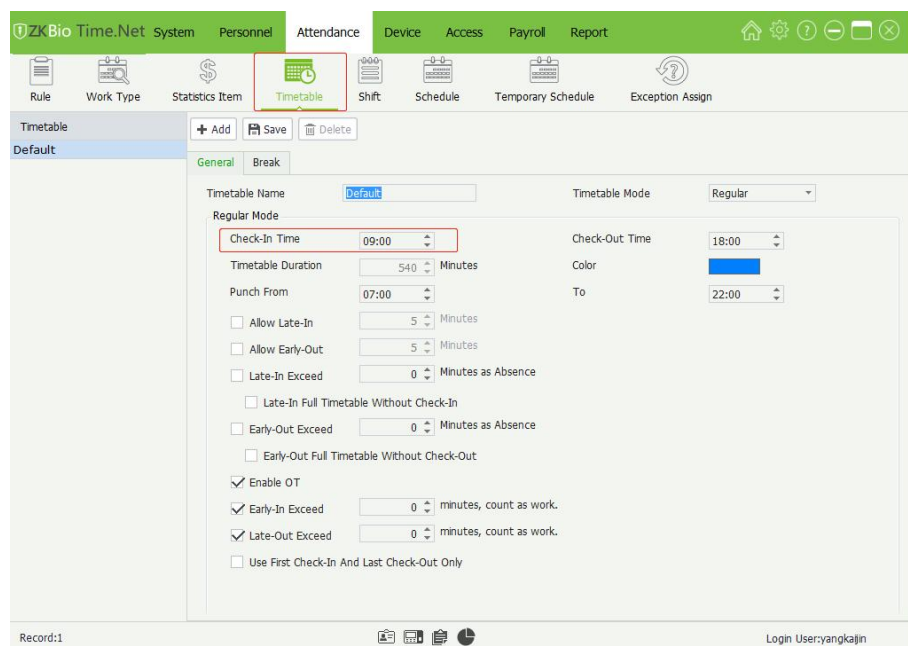 ZKBio Time.Net System Personnel Attendance Device Access Payroll Report
Rule Work Type Statistics Item Timetable Shift Schedule Temporary Schedule Exception Assign
Timetable
Default
Add Save Delete
General Break
Timetable Name Default Timetable Mode Regular
Regular Mode
Check-In Time 09:00 Check-Out Time 18:00
Timetable Duration 540 Minutes Color
Punch From 07:00 To 22:00
Allow Late-In 5 Minutes
Allow Early-Out 5 Minutes
Late-In Exceed 0 Minutes as Absence
Late-In Full Timetable Without Check-In
Early-Out Exceed 0 Minutes as Absence
Early-Out Full Timetable Without Check-Out
Enable OT
Early-In Exceed 0 minutes, count as work.
Late-Out Exceed 0 minutes, count as work.
Use First Check-In And Last Check-Out Only
Record:1 Login User:yangkaijin